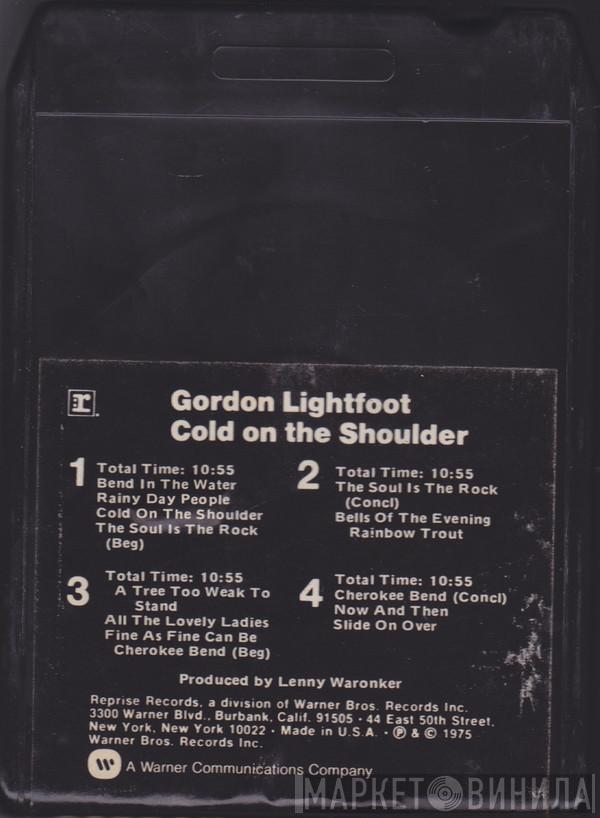 Gordon Lightfoot
Cold on the Shoulder
1
Total Time: 10:55
Bend In The Water
Rainy Day People
Cold On The Shoulder
The Soul Is The Rock
(Beg)
2
Total Time: 10:55
The Soul Is The Rock
(Concl)
Bells Of The Evening
Rainbow Trout
3
Total Time: 10:55
A Tree Too Weak To
Stand
All The Lovely Ladies
Fine As Fine Can Be
Cherokee Bend (Beg)
4
Total Time: 10:55
Cherokee Bend (Concl)
Now And Then
Slide On Over
Produced by Lenny Waronker
Reprise Records, a division of Warner Bros. Records Inc.
3300 Warner Blvd., Burbank, Calif. 91505 · 44 East 50th Street,
New York, New York 10022 · Made in U.S.A. · ℗ & © 1975
Warner Bros. Records Inc.
A Warner Communications Company
МАРКЕТ ВИНИЛА